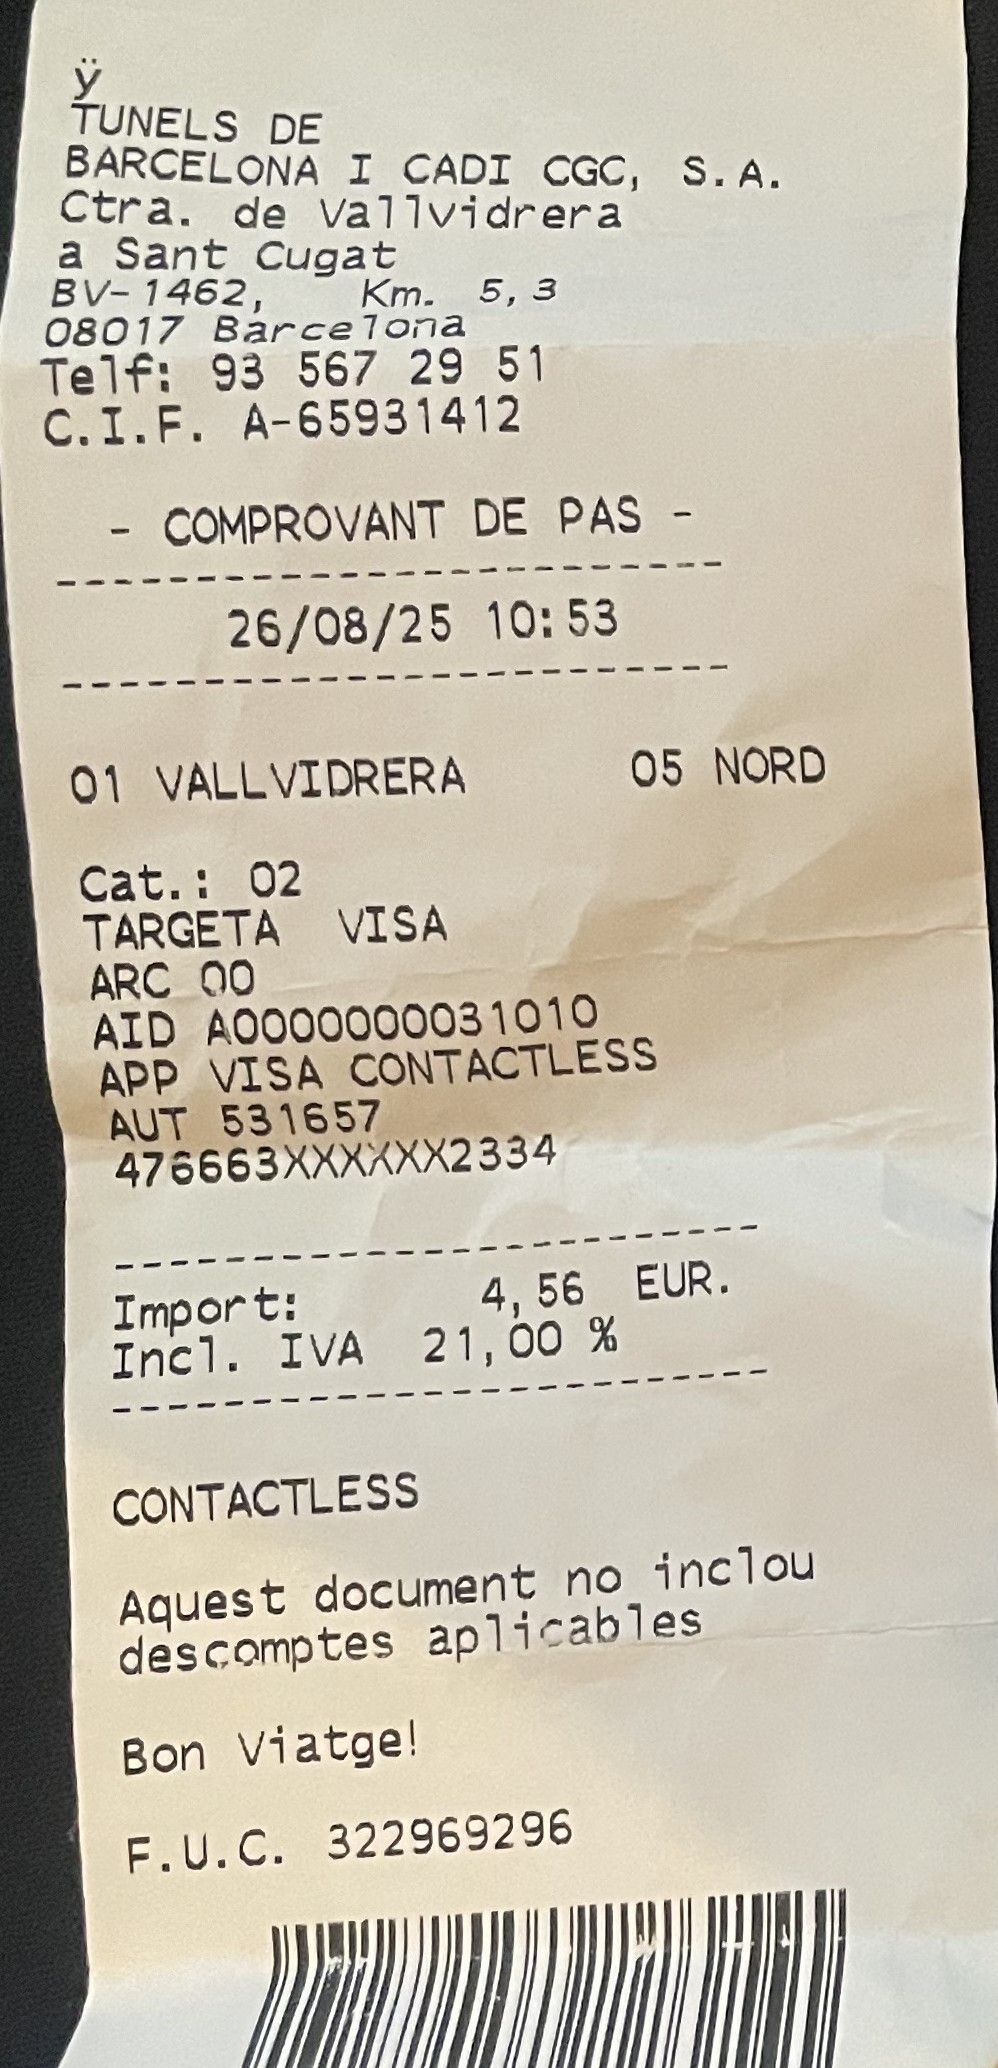 ÿ
TUNELS DE
BARCELONA I CADI CGC, S.A.
Ctra. de Vallvidrera
a Sant Cugat
BV-1462, Km. 5,3
08017 Barcelona
Telf: 93 567 29 51
C.I.F. A-65931412
- COMPROVANT DE PAS -
------------------------
26/08/25 10:53
------------------------
01 VALLVIDRERA 05 NORD
Cat.: 02
TARGETA VISA
ARC 00
AID A0000000031010
APP VISA CONTACTLESS
AUT 531657
476663XXXXXX2334
------------------------
Import: 4,56 EUR.
Incl. IVA 21,00 %
------------------------
CONTACTLESS
Aquest document no inclou
descomptes aplicables
Bon Viatge!
F.U.C. 322969296